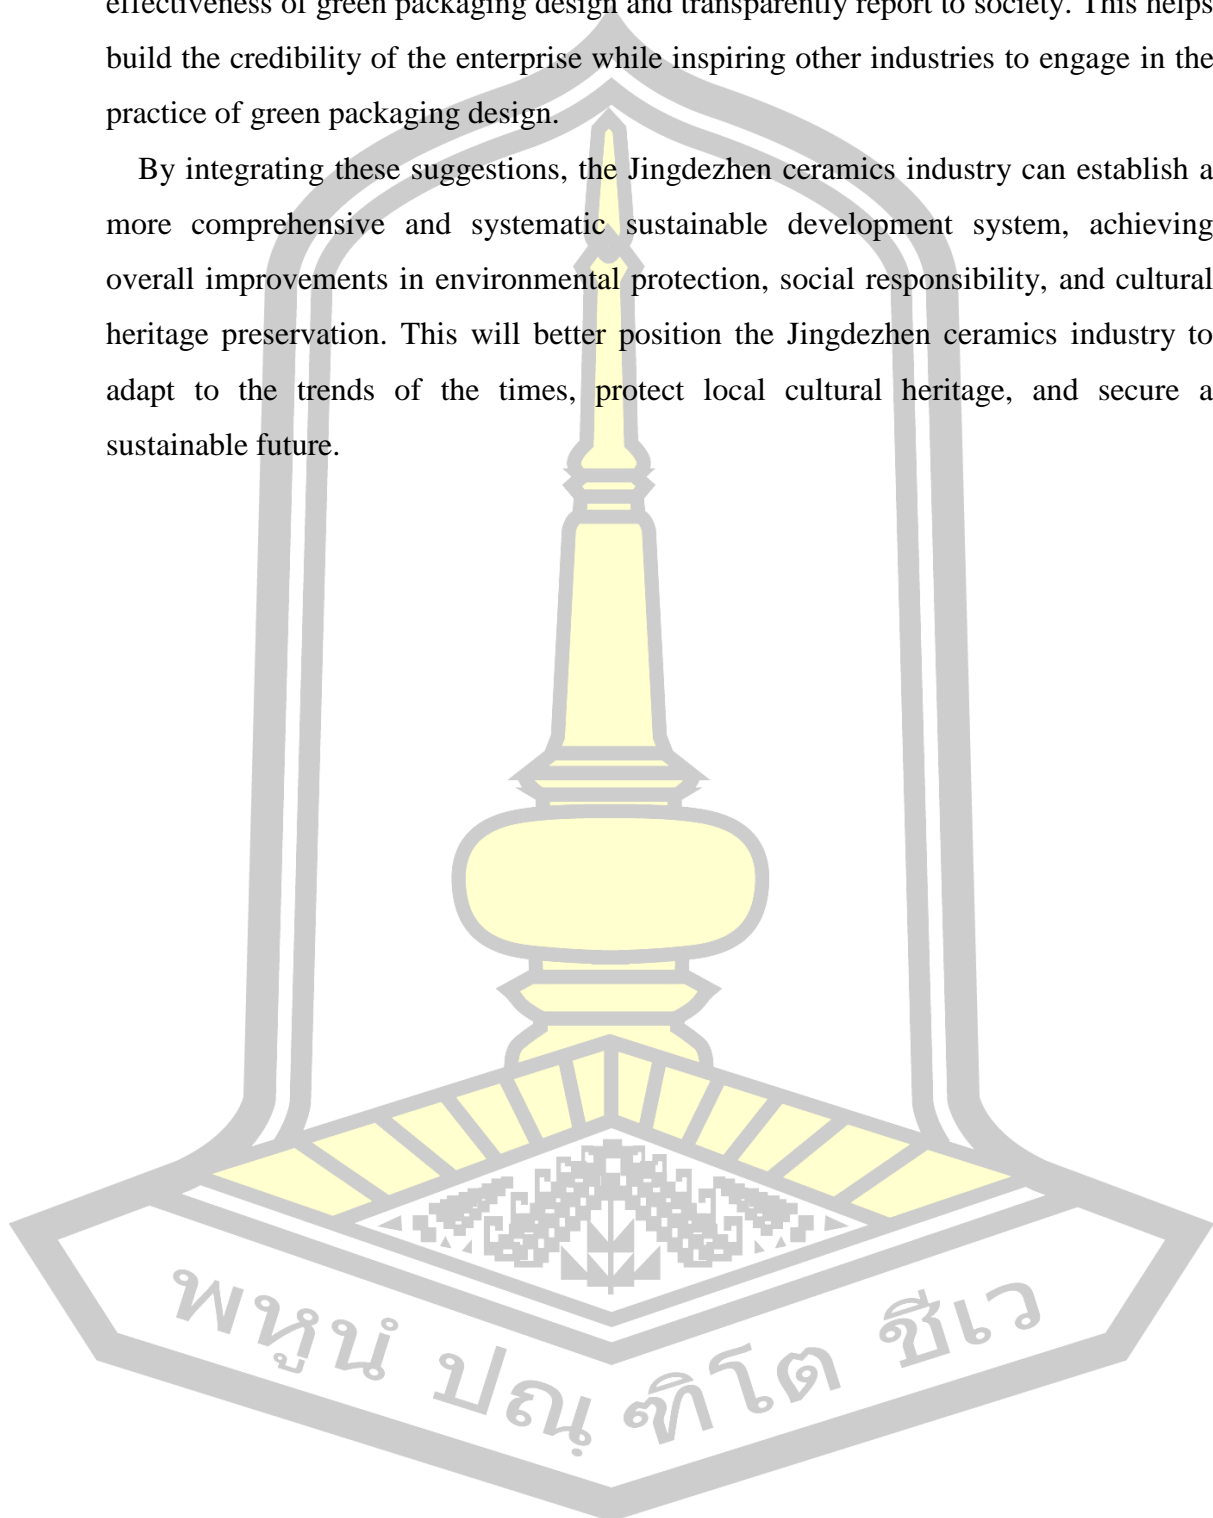 effectiveness of green packaging design and transparently report to society. This helps
build the credibility of the enterprise while inspiring other industries to engage in the
practice of green packaging design.
By integrating these suggestions, the Jingdezhen ceramics industry can establish a
more comprehensive and systematic sustainable development system, achieving
overall improvements in environmental protection, social responsibility, and cultural
heritage preservation. This will better position the Jingdezhen ceramics industry to
adapt to the trends of the times, protect local cultural heritage, and secure a
sustainable future.
พหูนํ ปณฺฑิโต ชีเว